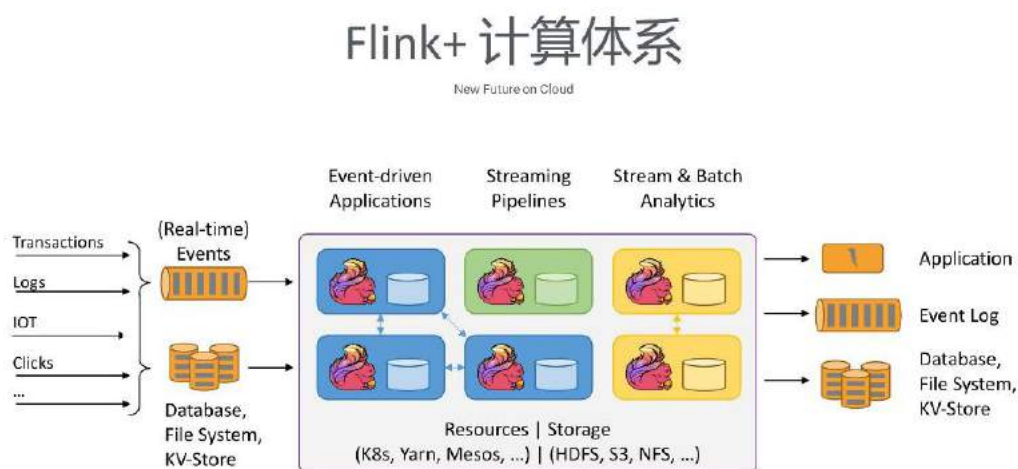 Flink+ 计算体系
New Future on Cloud
Event-driven
Applications
Streaming
Pipelines
Stream & Batch
Analytics
Transactions
Logs
IOT
Clicks
...
(Real-time)
Events
Database,
File System,
KV-Store
Resources | Storage
(K8s, Yarn, Mesos, ...) | (HDFS, S3, NFS, ...)
Application
Event Log
Database,
File System,
KV-Store